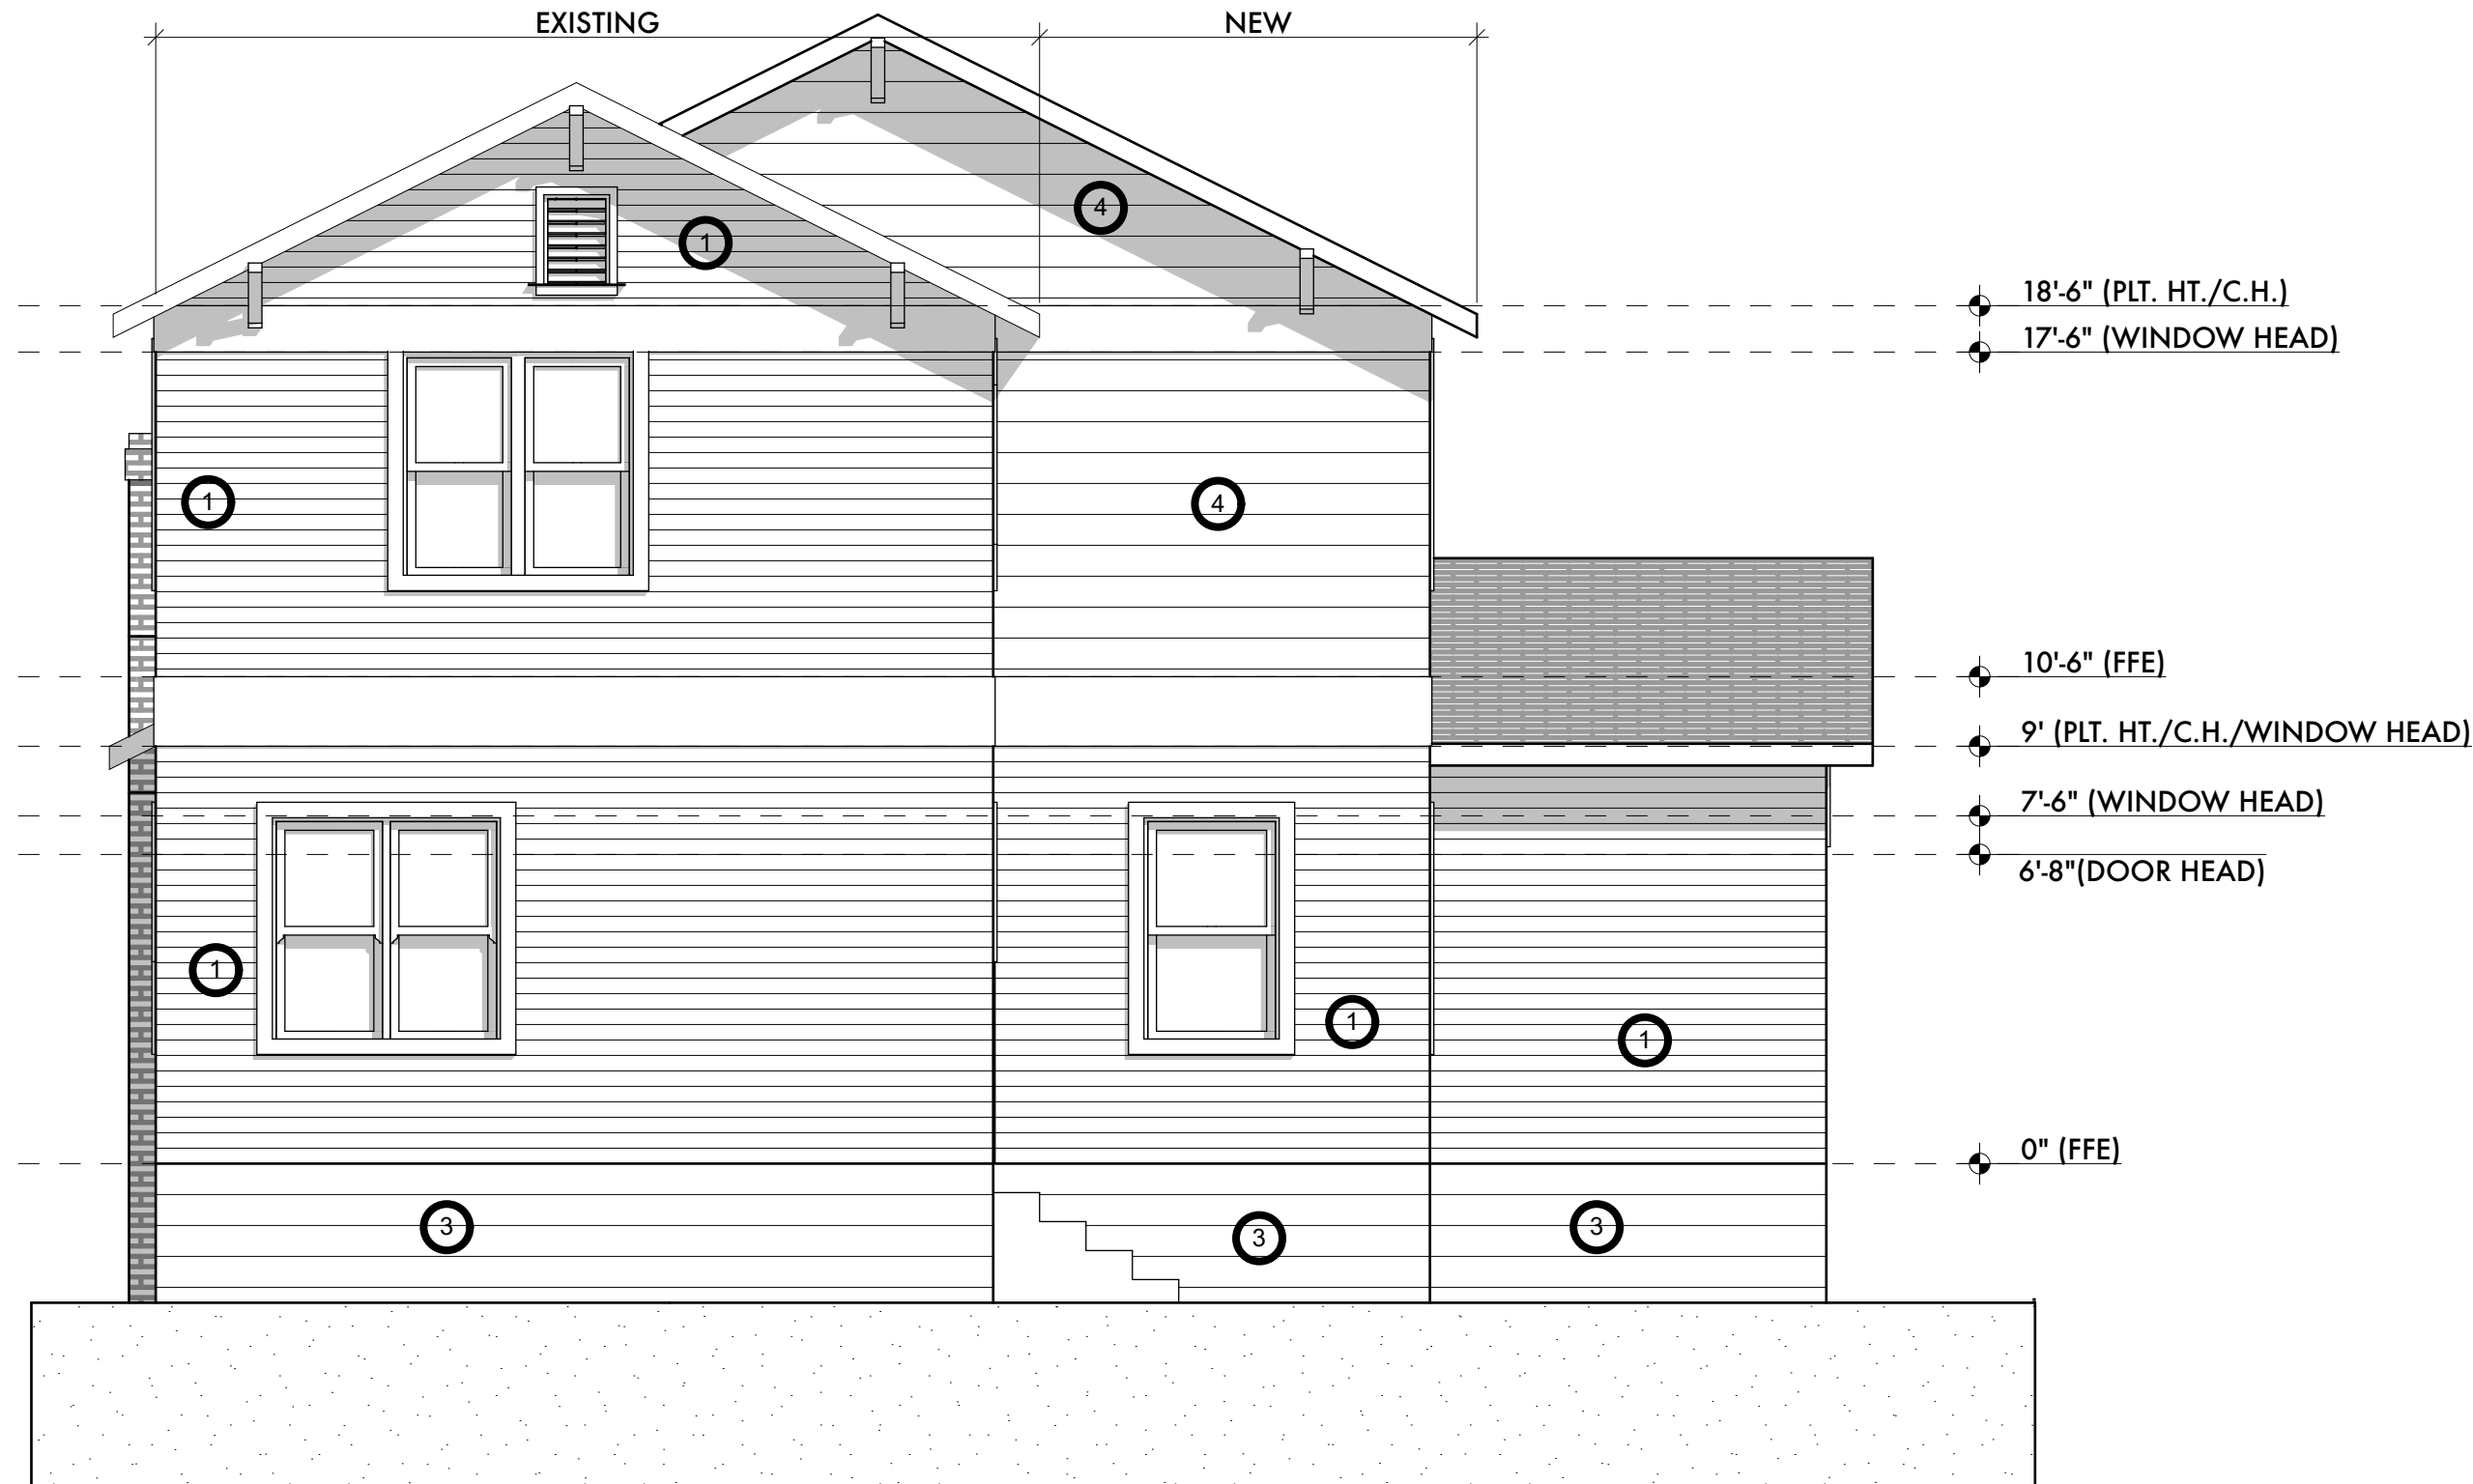 EXISTING
NEW
4
1
18'-6" (PLT. HT./C.H.)
17'-6" (WINDOW HEAD)
1
4
10'-6" (FFE)
9' (PLT. HT./C.H./WINDOW HEAD)
7'-6" (WINDOW HEAD)
6'-8"(DOOR HEAD)
1
1
1
0" (FFE)
3
3
3